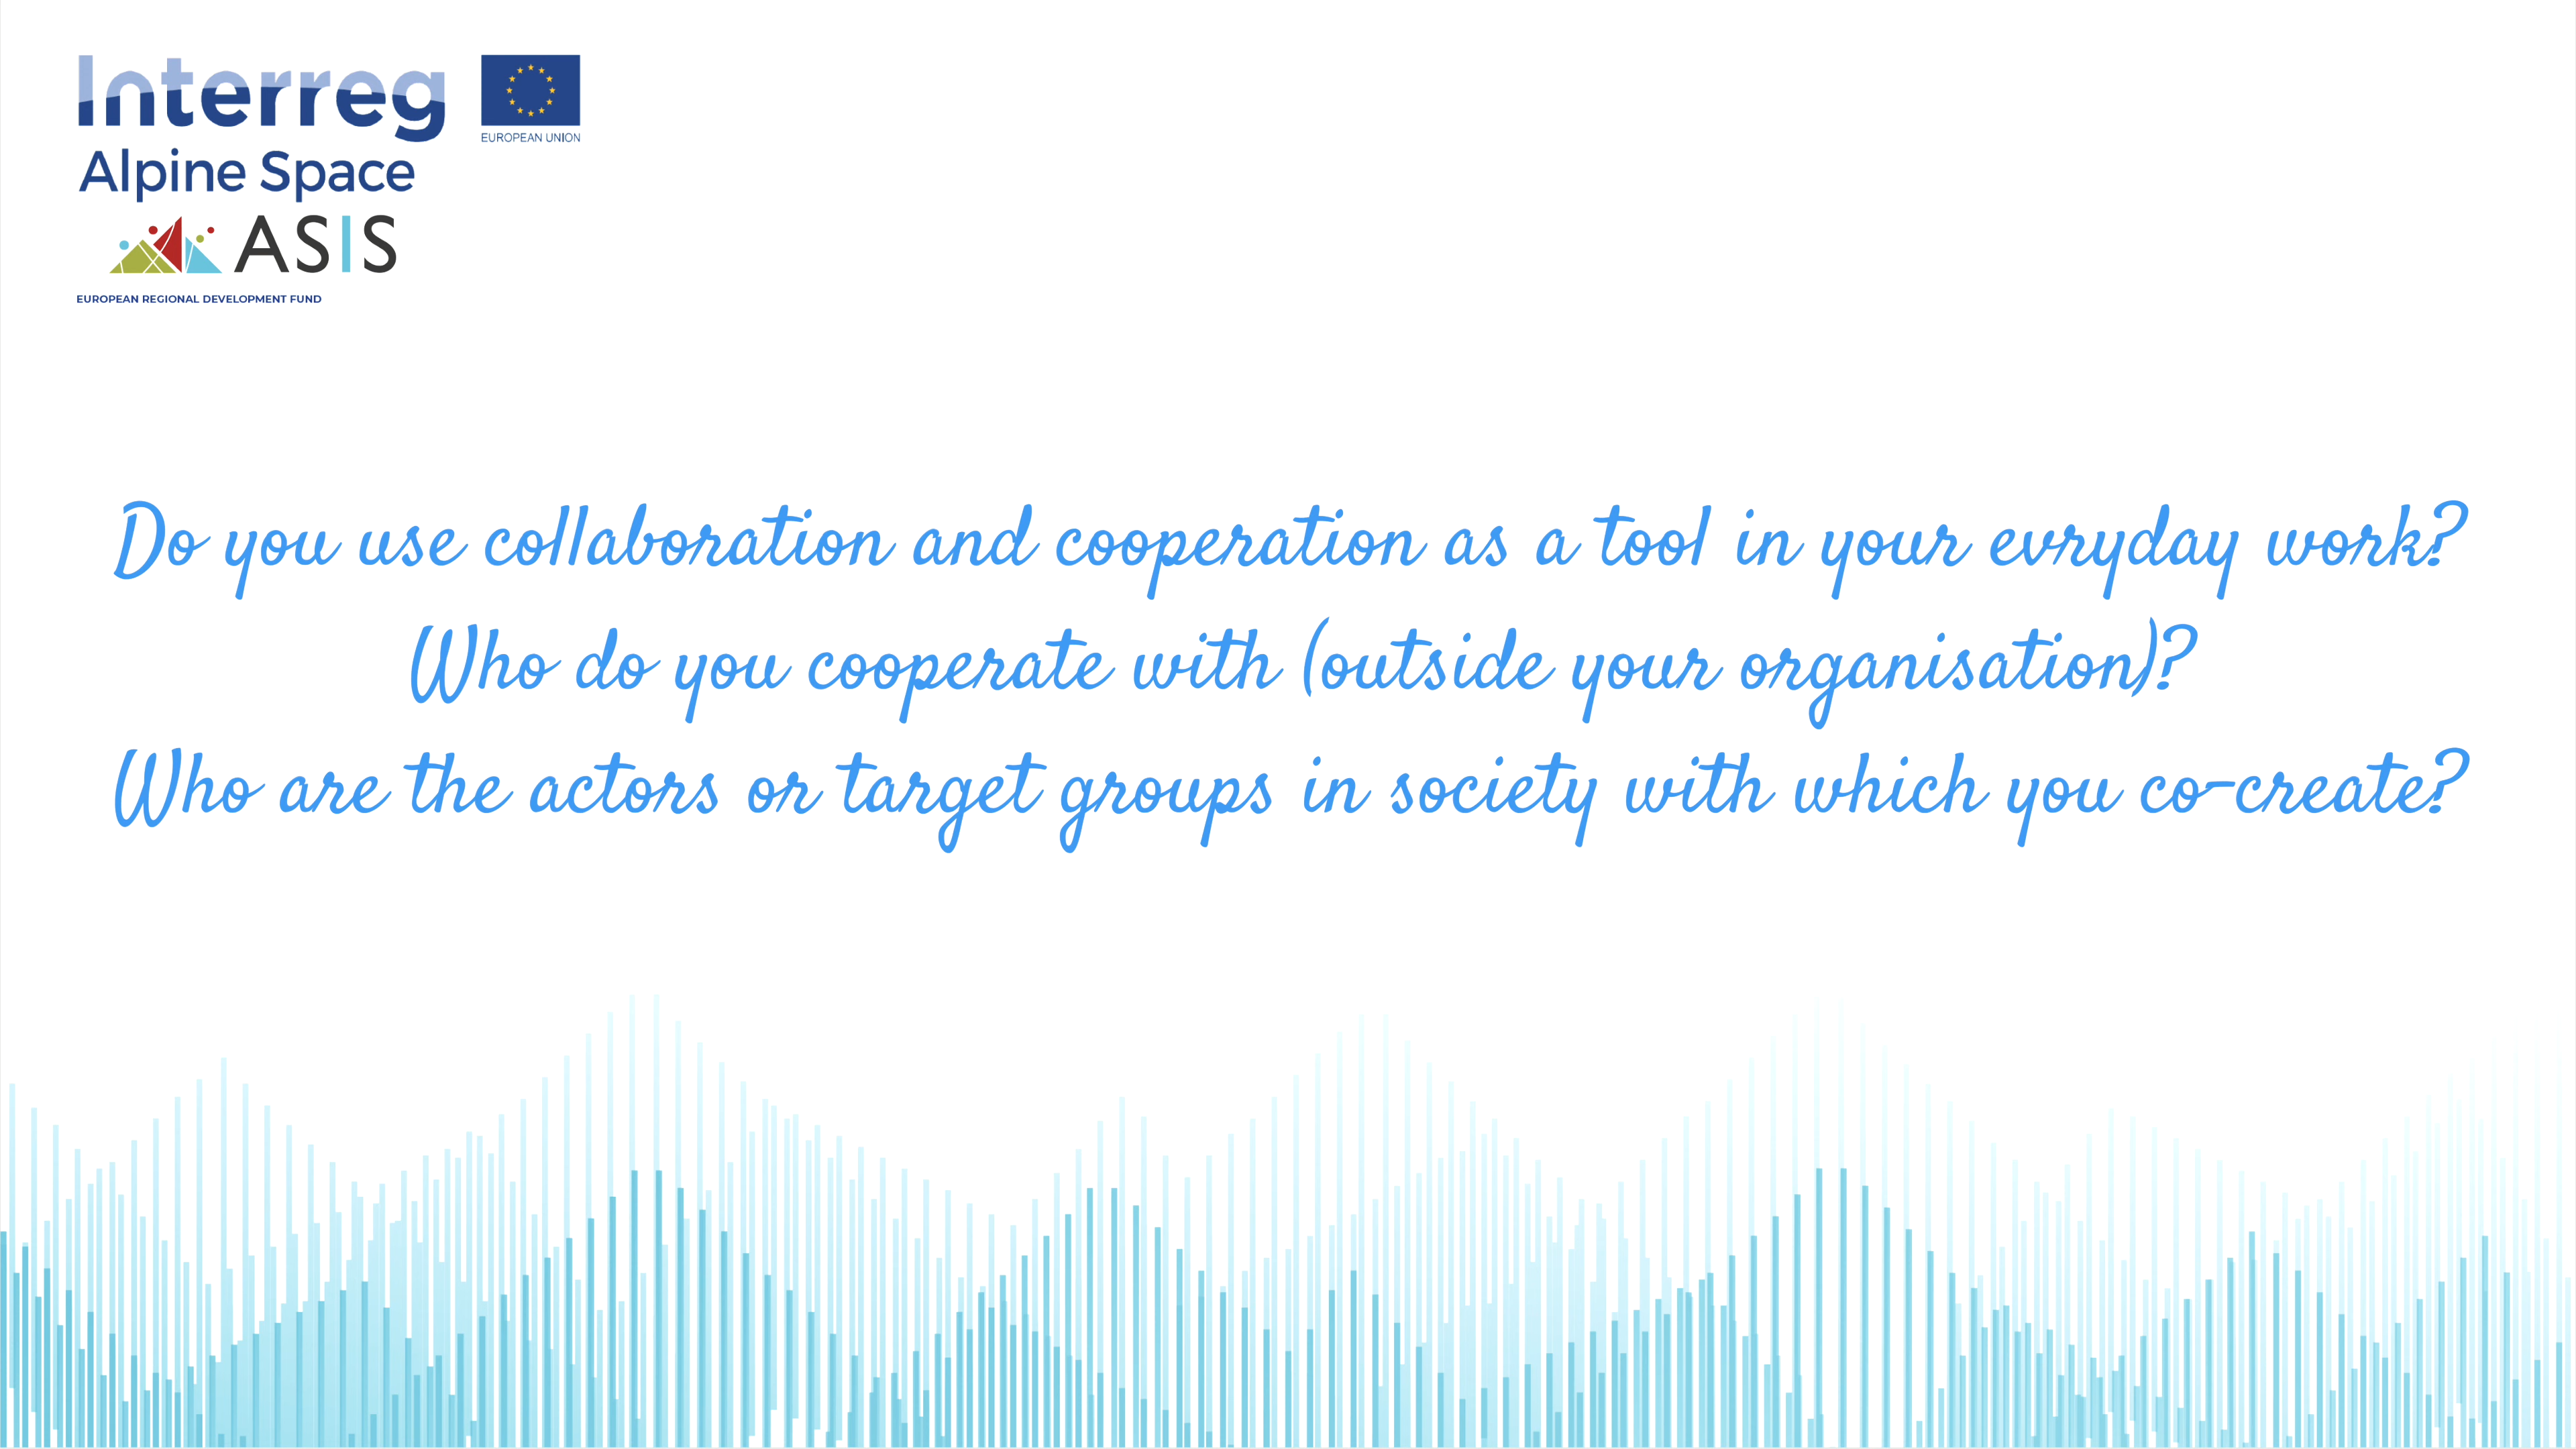 Interreg
EUROPEAN UNION
Alpine Space
ASIS
EUROPEAN REGIONAL DEVELOPMENT FUND
Do you use collaboration and cooperation as a tool in your evryday work?
Who do you cooperate with (outside your organisation)?
Who are the actors or target groups in society with which you co-create?